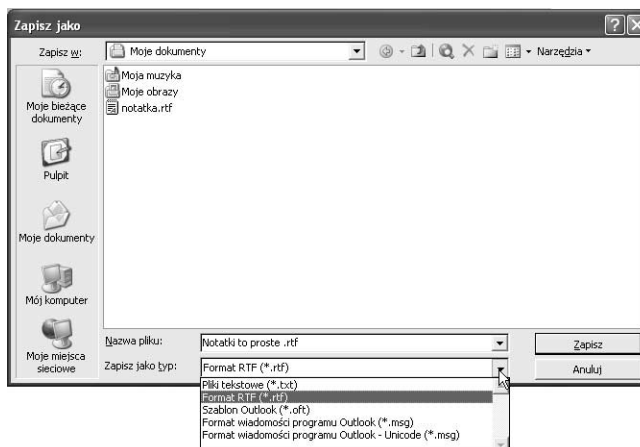 Zapisz jako
Zapisz w:
Moje dokumenty
Narzędzia
Moje bieżące
dokumenty
Pulpit
Moje dokumenty
Mój komputer
Moje miejsca
sieciowe
Moja muzyka
Moje obrazy
notatka.rtf
Nazwa pliku:
Notatki to proste .rtf
Zapisz
Zapisz jako typ:
Format RTF (*.rtf)
Anuluj
Pliki tekstowe (*.txt)
Format RTF (*.rtf)
Szablon Outlook (*.oft)
Format wiadomości programu Outlook (*.msg)
Format wiadomości programu Outlook - Unicode (*.msg)